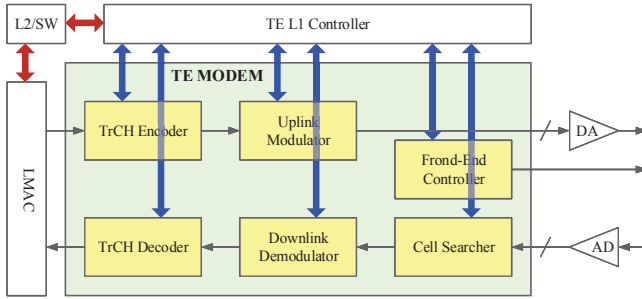 L2/SW
TE L1 Controller
TE MODEM
TrCH Encoder
Uplink
Modulator
DA
Frond-End
Controller
LMAC
TrCH Decoder
Downlink
Demodulator
Cell Searcher
AD